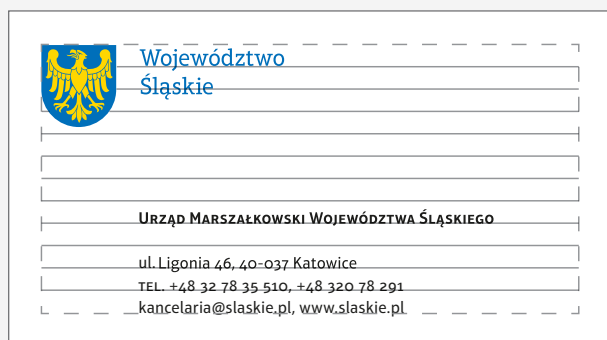 Województwo
Śląskie
Urząd Marszałkowski Województwa Śląskiego
ul. Ligonia 46, 40-037 Katowice
TEL. +48 32 78 35 510, +48 320 78 291
kancelaria@slaskie.pl, www.slaskie.pl